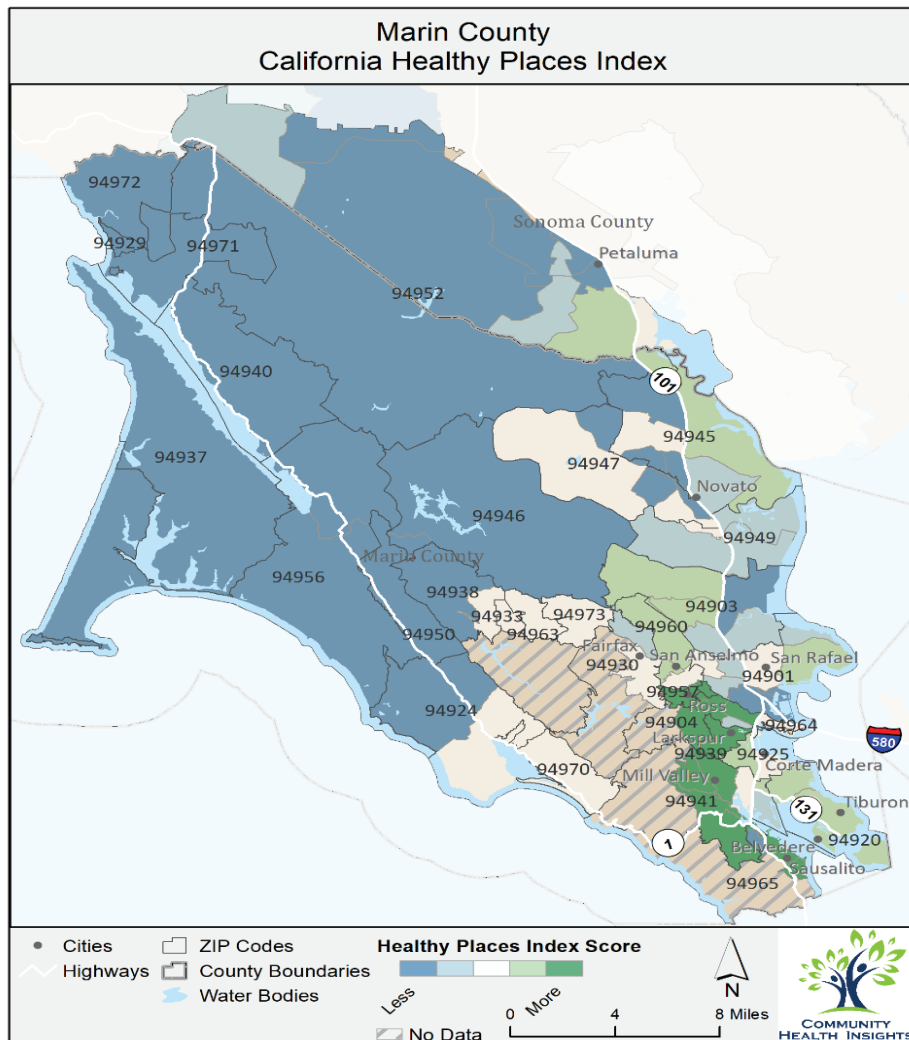 Marin County
California Healthy Places Index
94972
94929
94971
Sonoma County
Petaluma
94952
94940
101
94945
94937
94947
Novato
94946
94949
Marin County
94956
94938
94903
94933
94973
94963
94960
94950
Fairfax
San Anselmo
San Rafael
94930
94901
94957
Ross
94924
94904
94964
Larkspur
580
94939
94925
Corte Madera
94970
Mill Valley
94941
131
Tiburon
1
Belvedere
94920
Sausalito
94965
Cities
ZIP Codes
Healthy Places Index Score
Highways
County Boundaries
Water Bodies
Less
More
N
No Data
0 4 8 Miles
COMMUNITY
HEALTH INSIGHTS